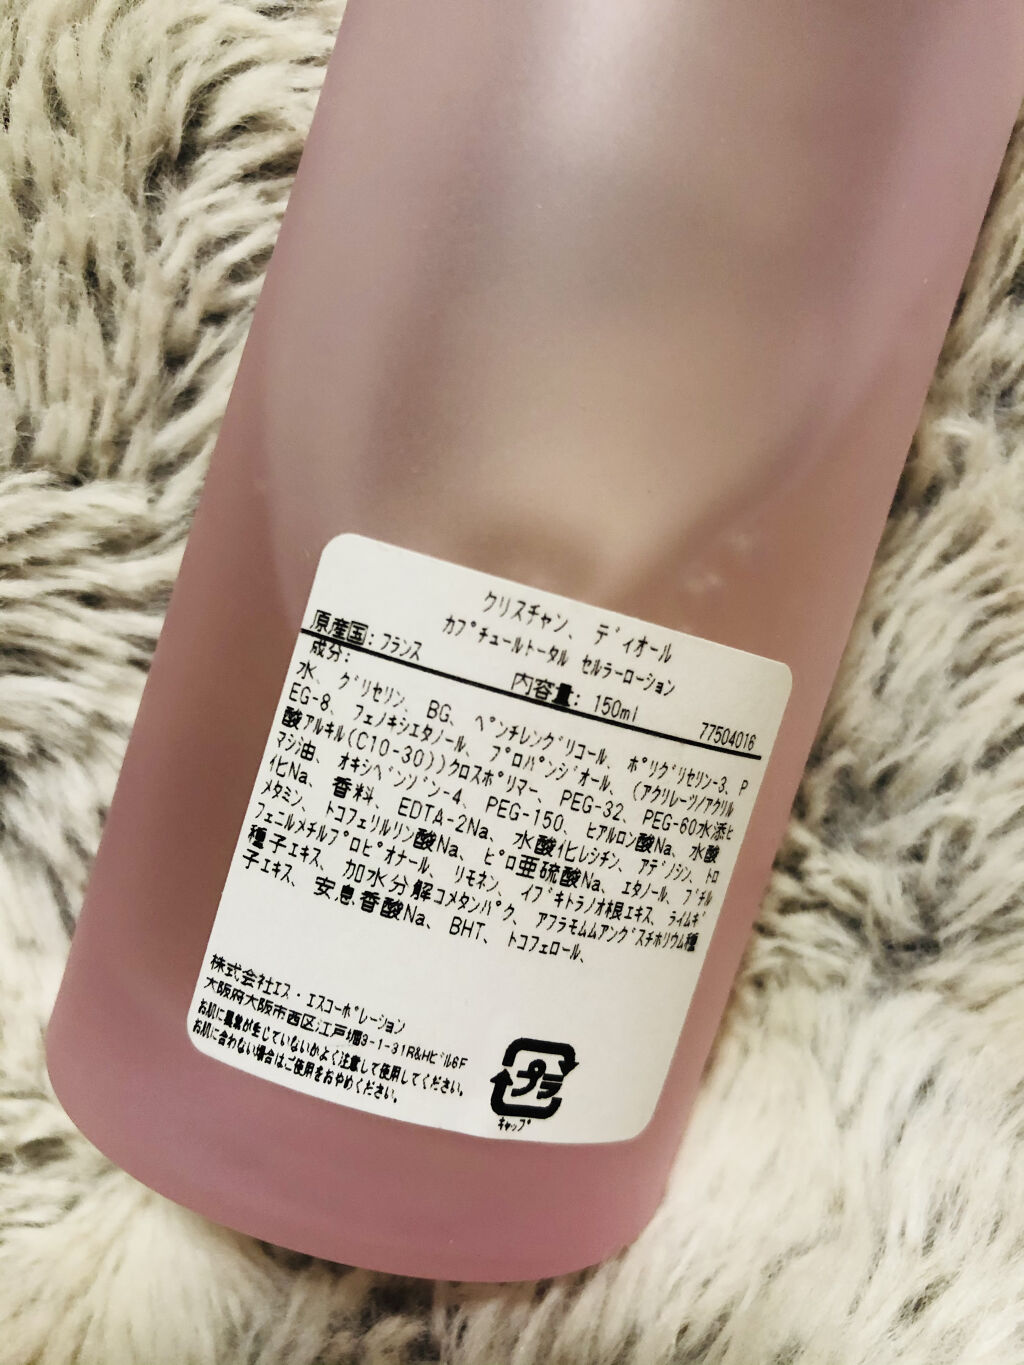 クリスチャン、 ディオール
カプチュールトータル セルラーローション
原産国：フランス 内容量：150ml 77504016
成分：
水、グリセリン、BG、ペンチレングリコール、ポリグリセリン-3、P
EG-8、フェノキシエタノール、プロパンジオール、(アクリレーツ/アクリル
酸アルキル(C10-30))クロスポリマー、PEG-32、PEG-60水添ヒ
マシ油、オキシベンゾン-4、PEG-150、ヒアルロン酸Na、水酸
化Na、香料、EDTA-2Na、水酸化レシチン、アデノシン、トロ
メタミン、トコフェリルリン酸Na、ピロ亜硫酸Na、エタノール、ブチル
フェニルメチルプロピオナール、リモネン、イブキトラノオ根エキス、ライムギ
種子エキス、加水分解コメタンパク、アフラモムムアングスチホリウム種
子エキス、安息香酸Na、BHT、トコフェロール、
株式会社エス・エスコーポレーション
大阪府大阪市西区江戸堀3-1-31R&Hビル6F
お肌に異常が生じていないかよく注意して使用してください。
お肌に合わない場合はご使用をおやめください。
プラ
キャップ